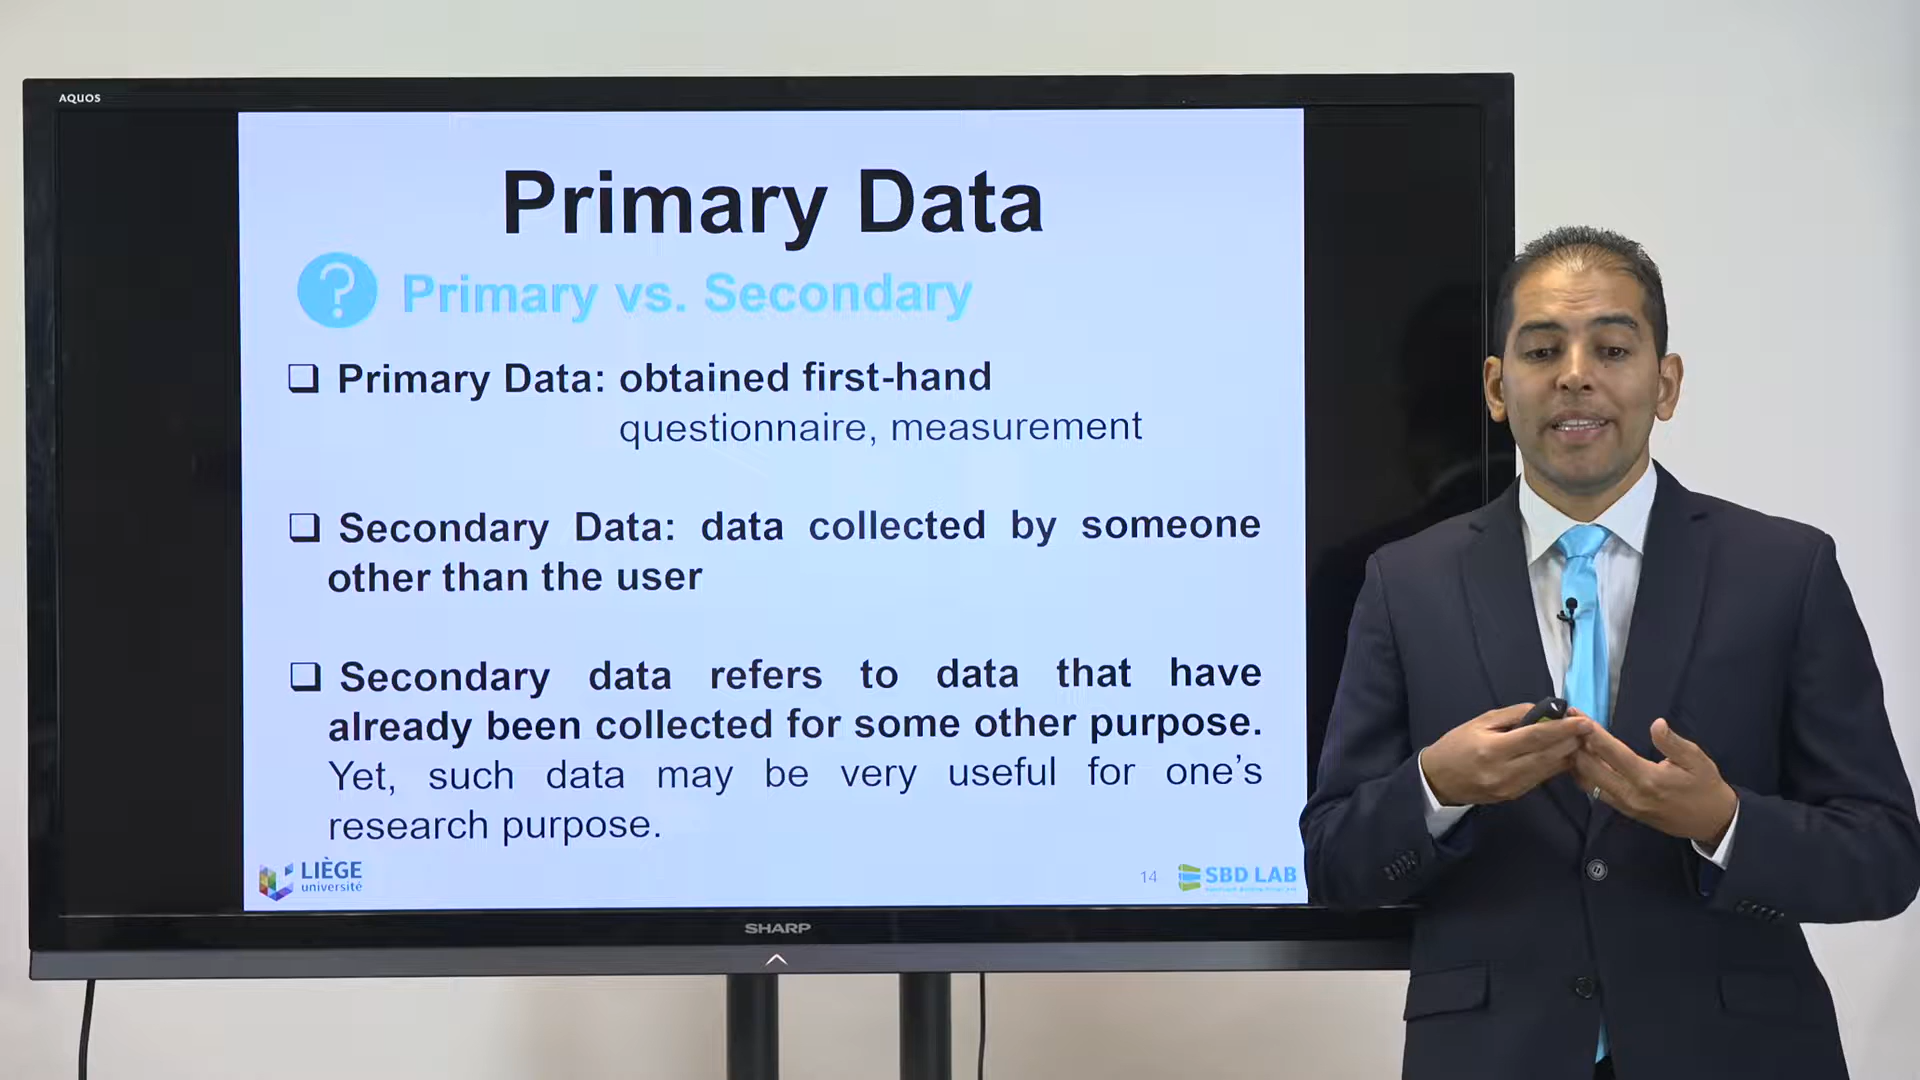 AQUOS
Primary Data
? Primary vs. Secondary
❑ Primary Data: obtained first-hand
questionnaire, measurement
❑ Secondary Data: data collected by someone
other than the user
❑ Secondary data refers to data that have
already been collected for some other purpose.
Yet, such data may be very useful for one's
research purpose.
LIÈGE
université
14
SBD LAB
SHARP